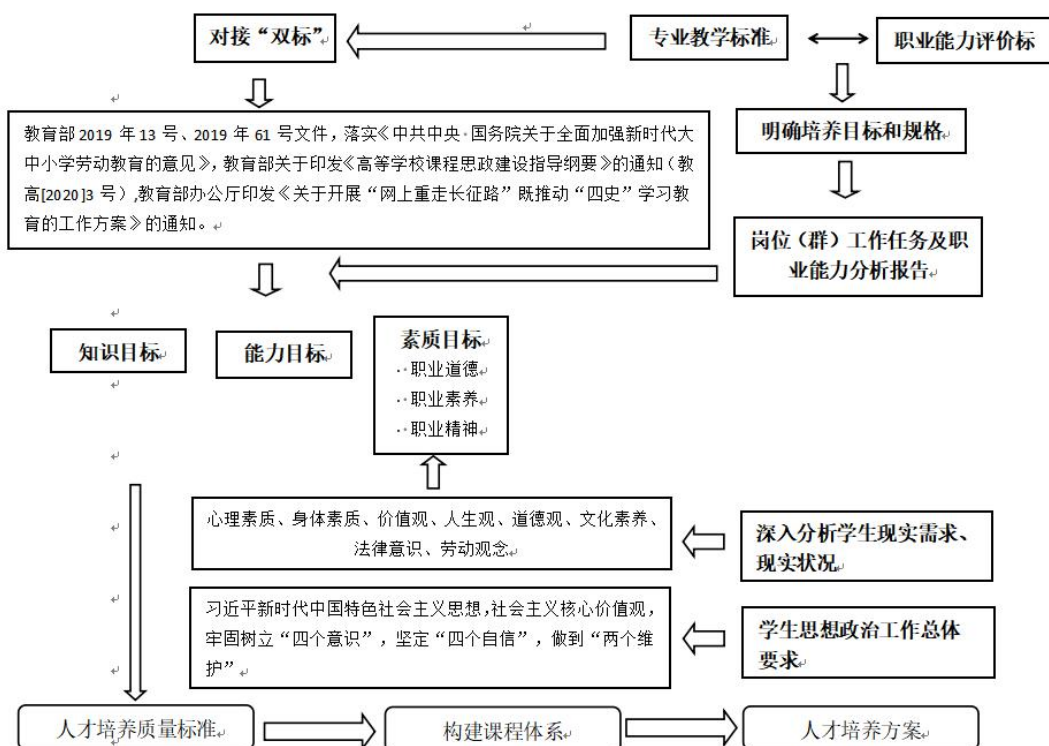 对接“双标”
专业教学标准
职业能力评价标
教育部2019年13号、2019年61号文件，落实《中共中央·国务院关于全面加强新时代大
中小学劳动教育的意见》，教育部关于印发《高等学校课程思政建设指导纲要》的通知（教
高[2020]3号）,教育部办公厅印发《关于开展“网上重走长征路”既推动“四史”学习教
育的工作方案》的通知。
明确培养目标和规格
岗位（群）工作任务及职
业能力分析报告
知识目标
能力目标
素质目标
··职业道德
··职业素养
··职业精神
心理素质、身体素质、价值观、人生观、道德观、文化素养、
法律意识、劳动观念
深入分析学生现实需求、
现实状况
习近平新时代中国特色社会主义思想,社会主义核心价值观，
牢固树立“四个意识”，坚定“四个自信”，做到“两个维
护”
学生思想政治工作总体
要求
人才培养质量标准
构建课程体系
人才培养方案